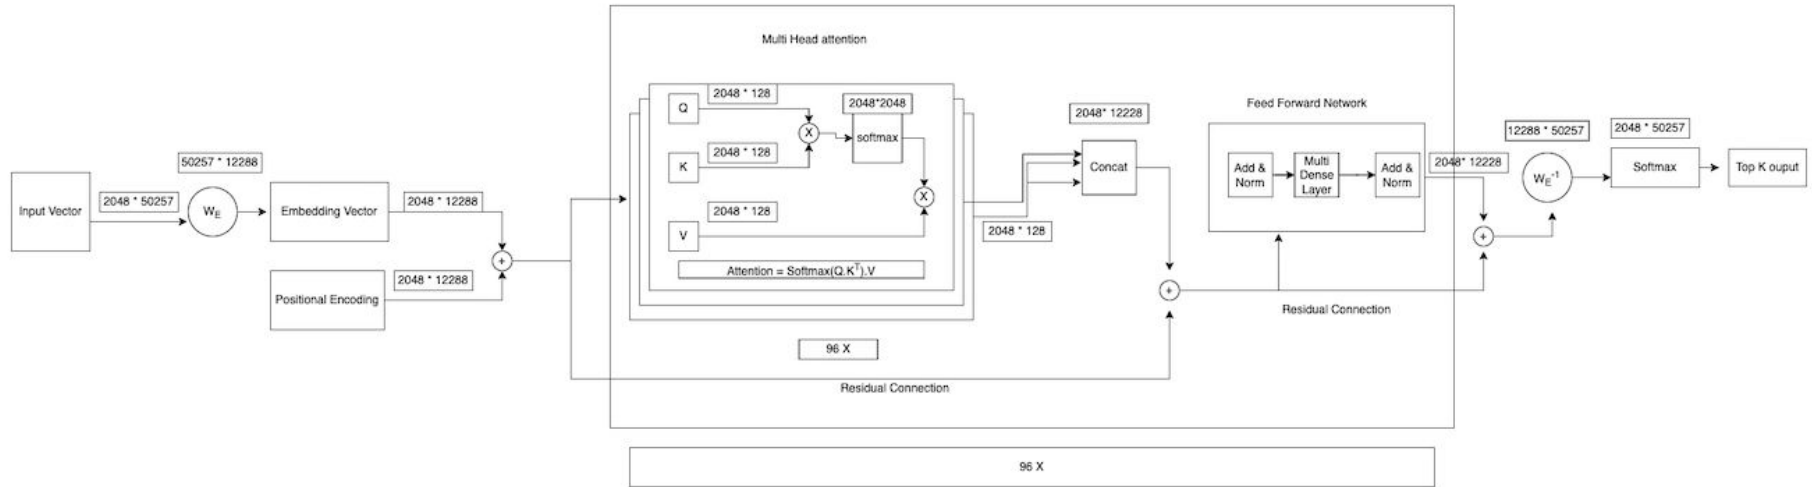 Input Vector
2048 * 50257
50257 * 12288
W_E
Embedding Vector
2048 * 12288
Positional Encoding
2048 * 12288
+
Multi Head attention
Q
2048 * 128
K
2048 * 128
V
2048 * 128
X
2048*2048
softmax
X
Attention = Softmax(Q.K^T).V
96 X
Residual Connection
2048 * 128
2048* 12228
Concat
+
Feed Forward Network
Add &
Norm
Multi
Dense
Layer
Add &
Norm
Residual Connection
2048* 12228
+
12288 * 50257
W_E^-1
2048 * 50257
Softmax
Top K ouput
96 X